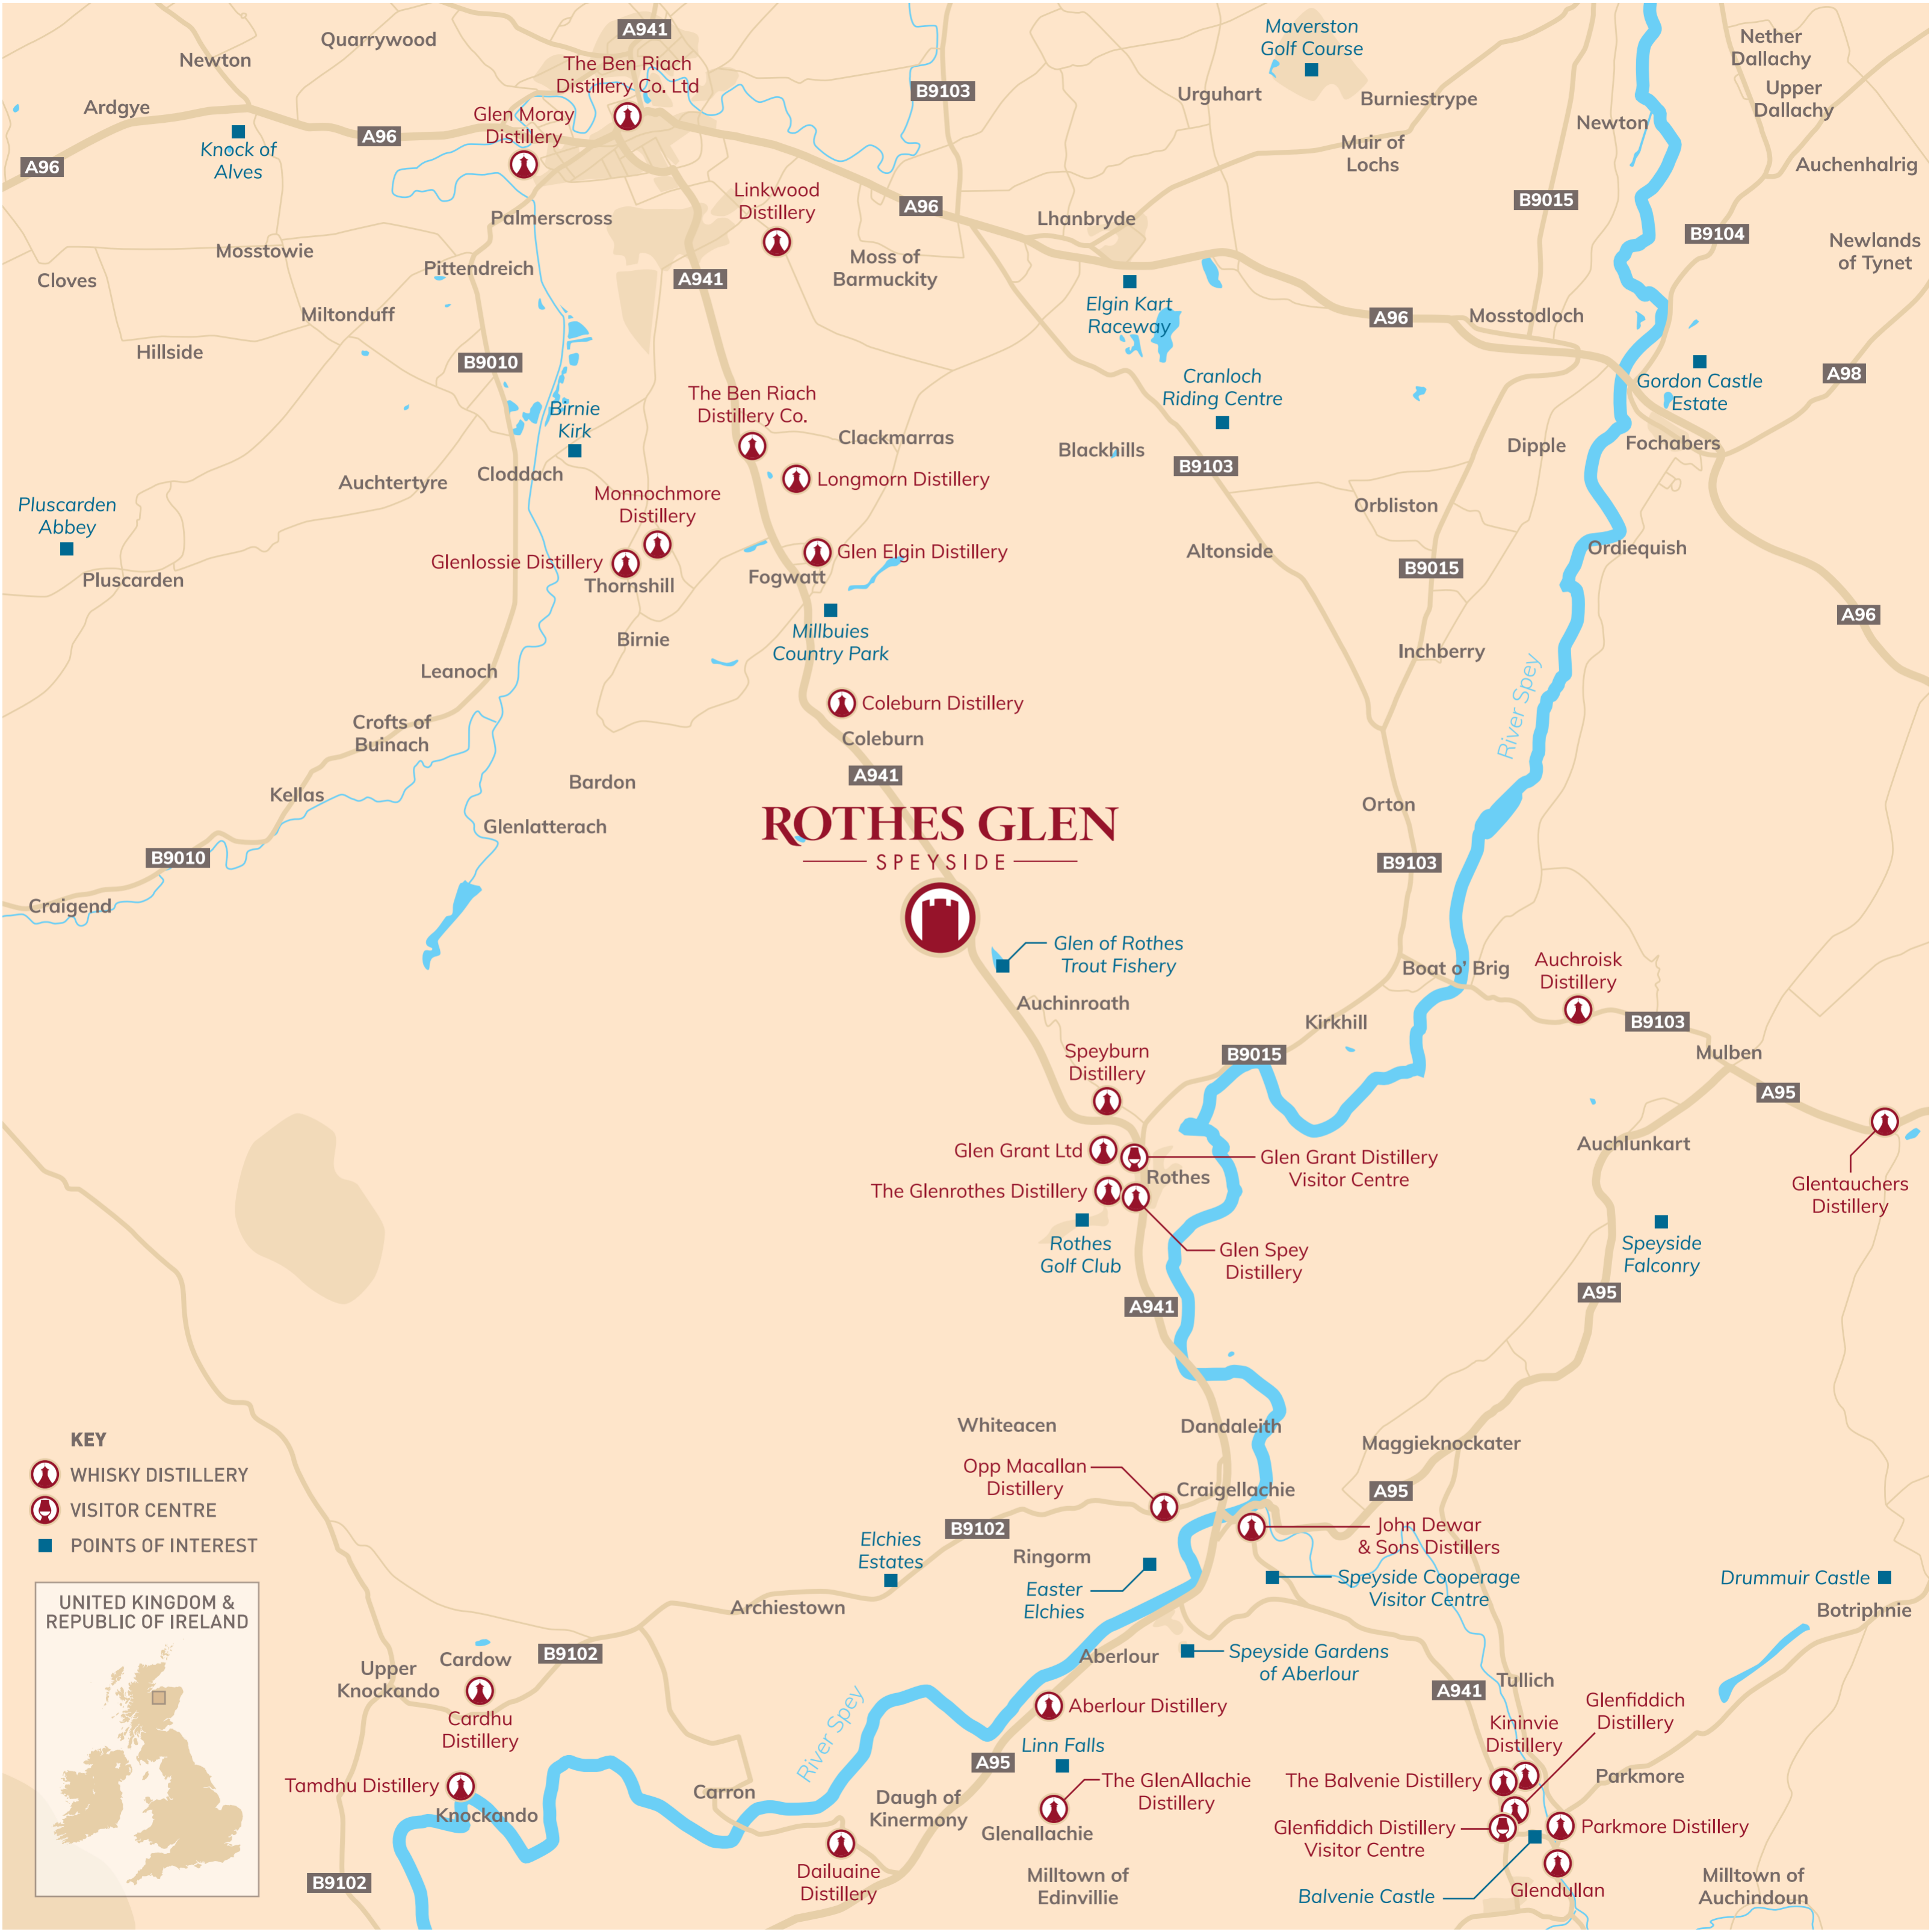 A941
Maverston
Golf Course
Nether
Dallachy
Quarrywood
Newton
The Ben Riach
Distillery Co. Ltd
B9103
Urguhart
Burniestrype
Upper
Dallachy
Ardgye
Glen Moray
Distillery
A96
Newton
Knock of
Alves
A96
Muir of
Lochs
Auchenhalrig
Linkwood
Distillery
A96
B9015
Palmerscross
Lhanbryde
B9104
Mosstowie
Moss of
Barmuckity
Newlands
of Tynet
Cloves
Pittendreich
A941
Miltonduff
Elgin Kart
Raceway
A96
Mosstodloch
Hillside
B9010
Cranloch
Riding Centre
Gordon Castle
Estate
A98
The Ben Riach
Distillery Co.
Birnie
Kirk
Clackmarras
Blackhills
B9103
Dipple
Fochabers
Auchtertyre
Cloddach
Longmorn Distillery
Monnochmore
Distillery
Orbliston
Pluscarden
Abbey
Pluscarden
Glenlossie Distillery
Thornshill
Glen Elgin Distillery
Fogwatt
Altonside
Ordiequish
B9015
A96
Birnie
Millbuies
Country Park
Inchberry
Leanoch
River Spey
Coleburn Distillery
Coleburn
Crofts of
Buinach
A941
Bardon
Kellas
Glenlatterach
Orton
ROTHES GLEN
SPEYSIDE
B9010
B9103
Craigend
Glen of Rothes
Trout Fishery
Boat o' Brig
Auchroisk
Distillery
Auchinroath
Kirkhill
B9103
Speyburn
Distillery
B9015
Mulben
A95
Glen Grant Ltd
Glen Grant Distillery
Visitor Centre
Auchlunkart
Rothes
The Glenrothes Distillery
Glentauchers
Distillery
Rothes
Golf Club
Glen Spey
Distillery
Speyside
Falconry
A941
A95
Whiteacen
Dandaleith
Maggieknockater
Opp Macallan
Distillery
Craigellachie
A95
B9102
John Dewar
& Sons Distillers
Elchies
Estates
Ringorm
Easter
Elchies
Speyside Cooperage
Visitor Centre
Drummuir Castle
Botriphnie
Archiestown
B9102
Aberlour
Speyside Gardens
of Aberlour
Cardow
Upper
Knockando
Cardhu
Distillery
A941
Tullich
Glenfiddich
Distillery
River Spey
Aberlour Distillery
Kininvie
Distillery
Linn Falls
A95
Tamdhu Distillery
Knockando
Carron
Daugh of
Kinermony
The GlenAllachie
Distillery
Glenallachie
The Balvenie Distillery
Parkmore
Glenfiddich Distillery
Visitor Centre
Parkmore Distillery
B9102
Dailuaine
Distillery
Milltown of
Edinvillie
Balvenie Castle
Glendullan
Milltown of
Auchindoun
KEY
WHISKY DISTILLERY
VISITOR CENTRE
POINTS OF INTEREST
UNITED KINGDOM &
REPUBLIC OF IRELAND